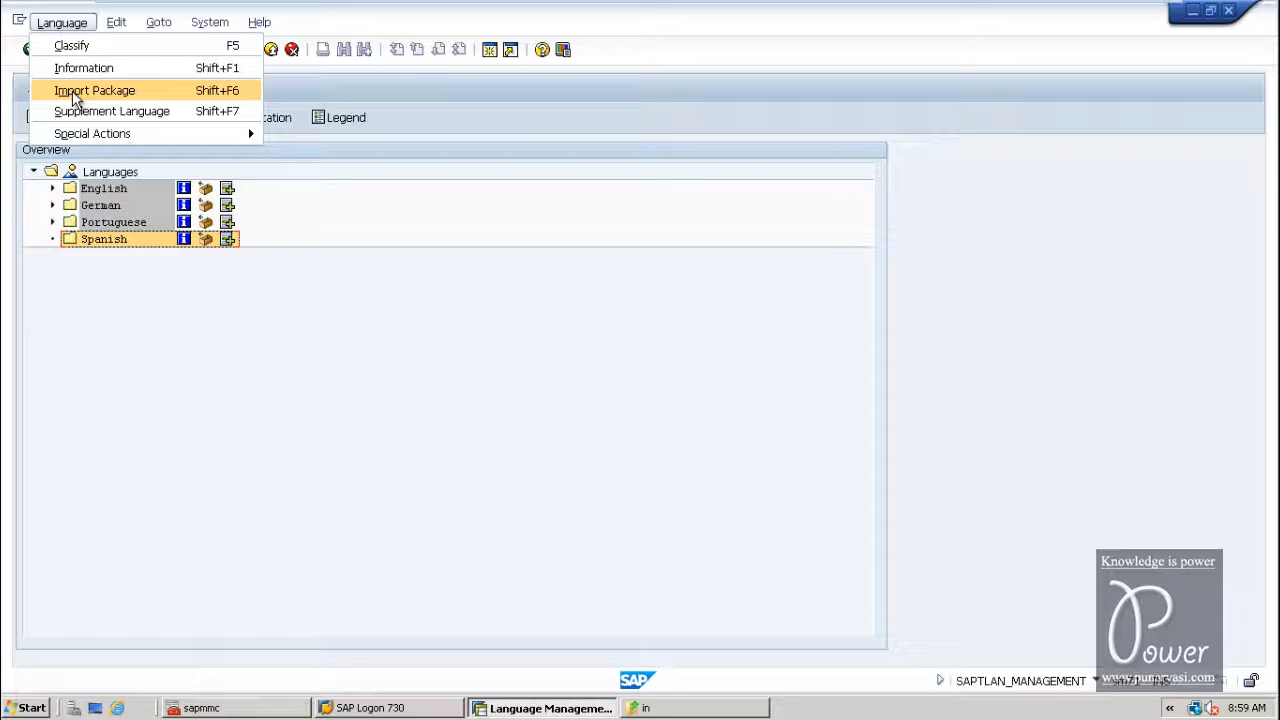 Language Edit Goto System Help
Classify F5
Information Shift+F1
Import Package Shift+F6
Supplement Language Shift+F7
Special Actions
cation Legend
Overview
Languages
English
German
Portuguese
Spanish
Knowledge is power
Power
SAP
SAPTLAN_MANAGEMENT
Start sapmmc SAP Logon 730 Language Manageme... in « 8:59 AM